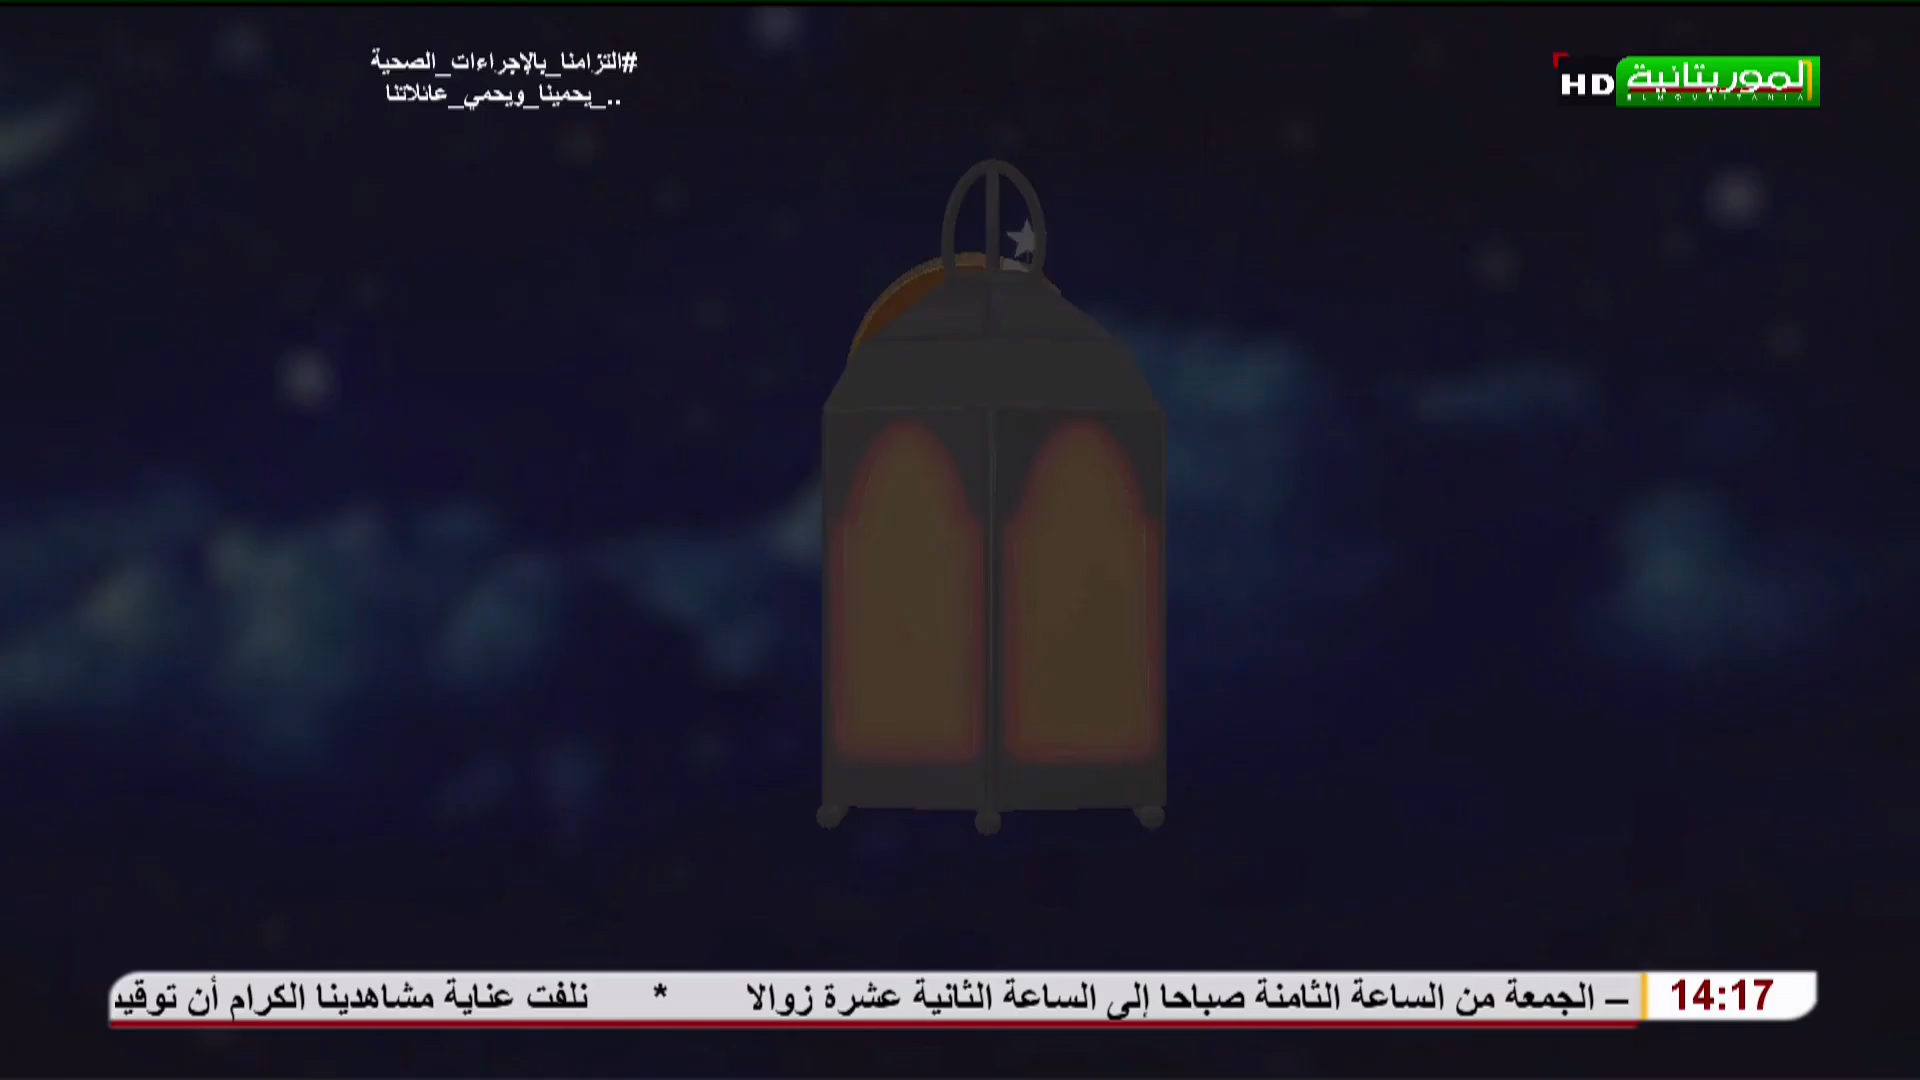 #التزامنا_بالإجراءات_الصحية
.._يحمينا_ويحمي_عائلاتنا
HD
الموريتانية
ELMOURITANIA
– الجمعة من الساعة الثامنة صباحا إلى الساعة الثانية عشرة زوالا * نلفت عناية مشاهدينا الكرام أن توقيد
14:17